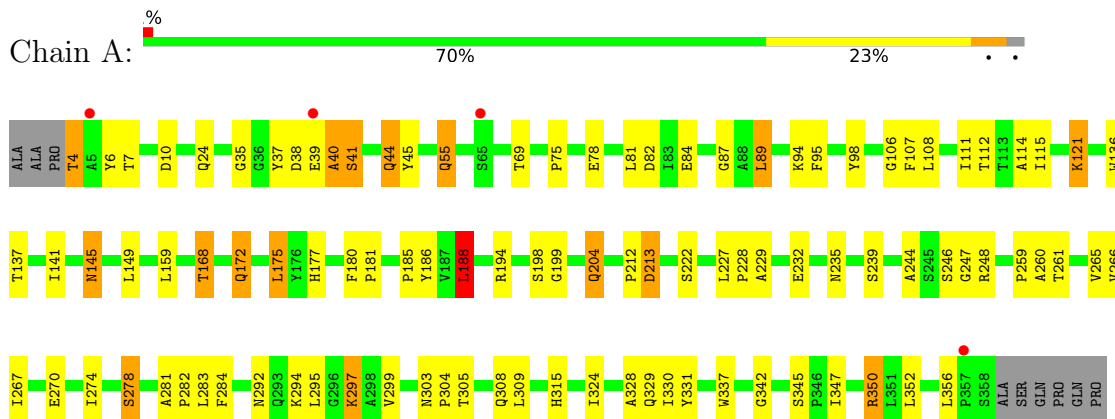 .%
Chain A:
70% 23% • •
ALA ALA PRO T4 A5 Y6 T7 D10 Q24 G35 G36 Y37 D38 E39 A40 S41 Q44 Y45 Q55 S65 T69 P75 E78 L81 D82 I83 E84 G87 A88 L89 K94 F95 Y98 G106 F107 L108 I111 T112 T113 A114 I115 K121
T137 I141 N145 L149 L159 T168 Q172 L175 Y176 H177 F180 P181 P185 Y186 V187 L188 R194 S198 G199 Q204 P212 D213 S222 L227 P228 A229 E232 N235 S239 A244 S245 S246 G247 R248 P259 A260 T261 V265
I267 E270 I274 S278 A281 P282 L283 F284 N292 Q293 K294 L295 G296 K297 A298 V299 N303 P304 T305 Q308 L309 H315 I324 A328 Q329 L330 Y331 W337 G342 S345 P346 I347 R350 L351 L352 L356 P357 S358 ALA SER GLN PRO GLN PRO